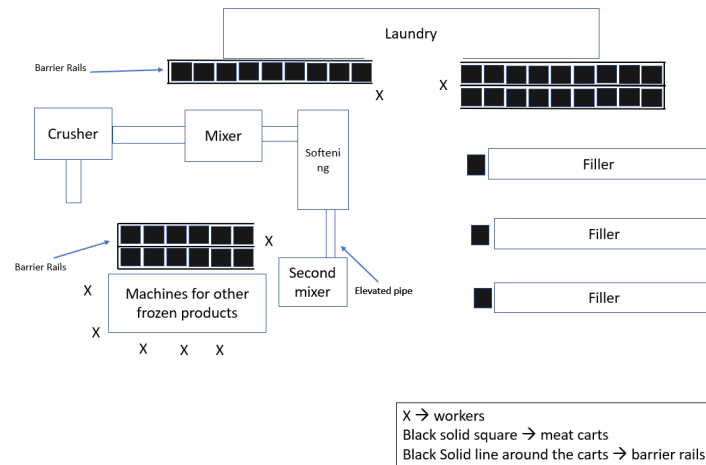 Laundry
Barrier Rails
X
X
Crusher
Mixer
Softeni
ng
Filler
Filler
X
Barrier Rails
Second
mixer
Elevated pipe
X
Machines for other
frozen products
Filler
X
X X X
X → workers
Black solid square → meat carts
Black Solid line around the carts → barrier rails